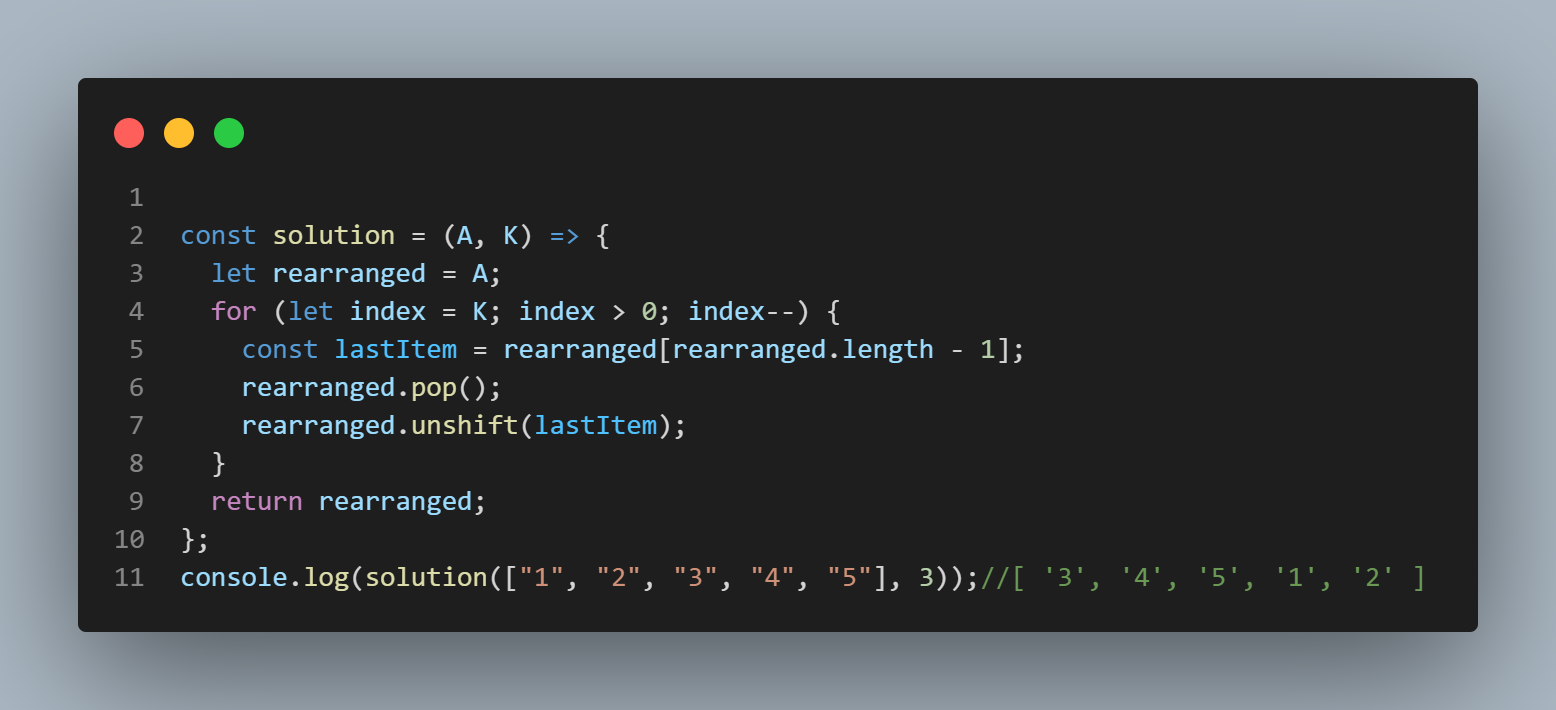 1
2 const solution = (A, K) => {
3   let rearranged = A;
4   for (let index = K; index > 0; index--) {
5     const lastItem = rearranged[rearranged.length - 1];
6     rearranged.pop();
7     rearranged.unshift(lastItem);
8   }
9   return rearranged;
10 };
11 console.log(solution(["1", "2", "3", "4", "5"], 3));//[ '3', '4', '5', '1', '2' ]